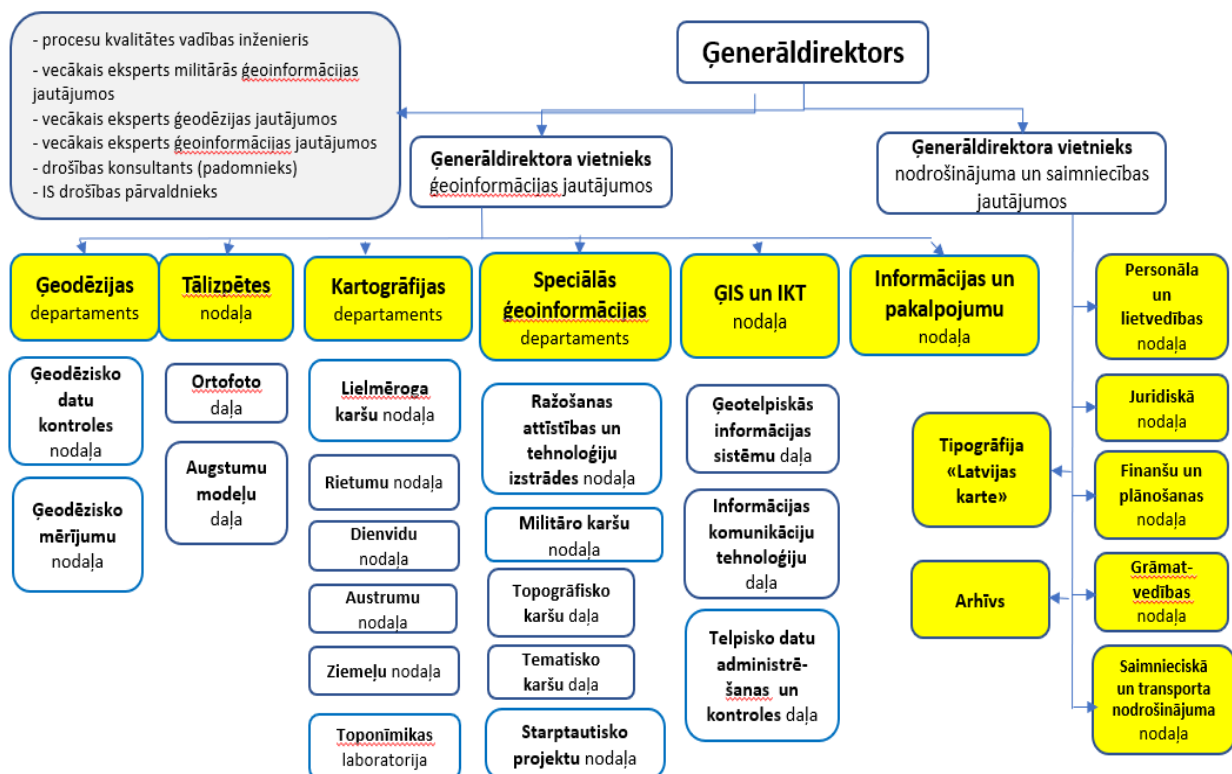 - procesu kvalitātes vadības inženieris
- vecākais eksperts militārās ģeoinformācijas
jautājumos
- vecākais eksperts ģeodēzijas jautājumos
- vecākais eksperts ģeoinformācijas jautājumos
- drošības konsultants (padomnieks)
- IS drošības pārvaldnieks
Ģenerāldirektors
Ģenerāldirektora vietnieks
ģeoinformācijas jautājumos
Ģenerāldirektora vietnieks
nodrošinājuma un saimniecības
jautājumos
Ģeodēzijas
departaments
Tālizpētes
nodaļa
Kartogrāfijas
departaments
Speciālās
ģeoinformācijas
departaments
ĢIS un IKT
nodaļa
Informācijas un
pakalpojumu
nodaļa
Ģeodēzisko
datu
kontroles
nodaļa
Ģeodēzisko
mērījumu
nodaļa
Ortofoto
daļa
Augstumu
modeļu
daļa
Lielmēroga
karšu nodaļa
Rietumu nodaļa
Dienvidu
nodaļa
Austrumu
nodaļa
Ziemeļu nodaļa
Toponīmikas
laboratorija
Ražošanas
attīstības un
tehnoloģiju
izstrādes nodaļa
Militāro karšu
nodaļa
Topogrāfisko
karšu daļa
Tematisko
karšu daļa
Starptautisko
projektu nodaļa
Ģeotelpiskās
informācijas
sistēmu daļa
Informācijas
komunikāciju
tehnoloģiju
daļa
Telpisko datu
administrē-
šanas un
kontroles daļa
Tipogrāfija
«Latvijas
karte»
Arhīvs
Personāla
un
lietvedības
nodaļa
Juridiskā
nodaļa
Finanšu un
plānošanas
nodaļa
Grāmat-
vedības
nodaļa
Saimnieciskā
un transporta
nodrošinājuma
nodaļa